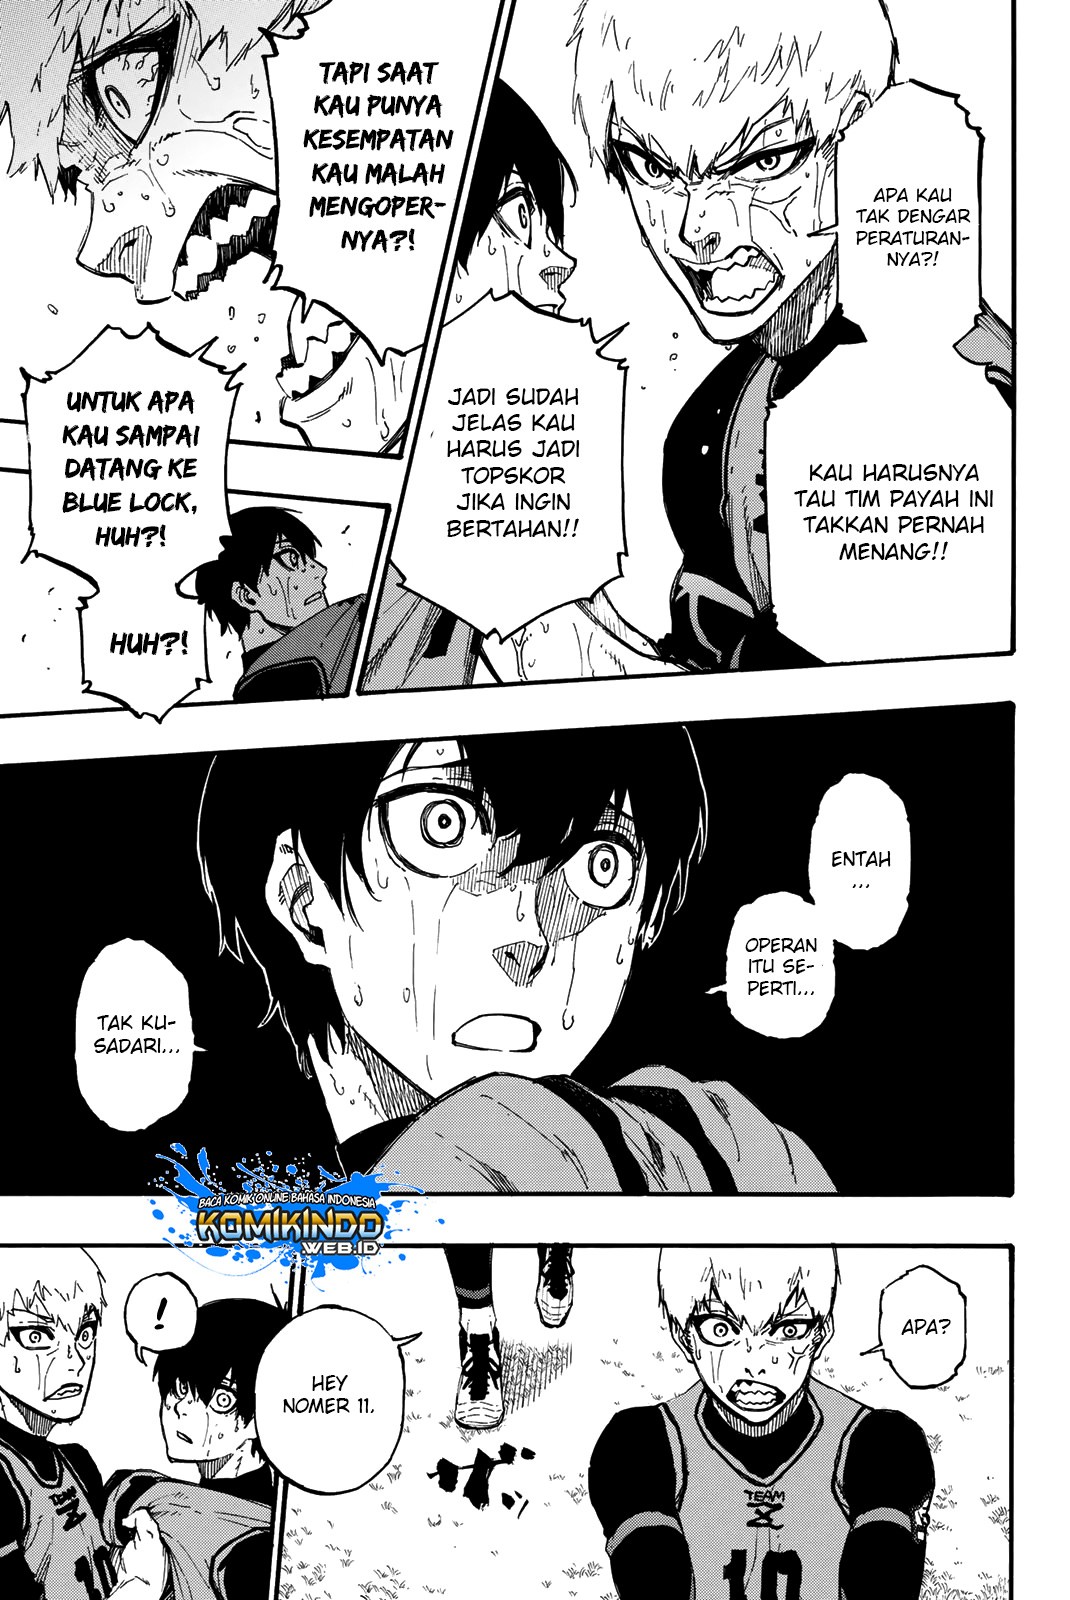 APA KAU
TAK DENGAR
PERATURAN-
NYA?!
KAU HARUSNYA
TAU TIM PAYAH INI
TAKKAN PERNAH
MENANG!!
JADI SUDAH
JELAS KAU
HARUS JADI
TOPSKOR
JIKA INGIN
BERTAHAN!!
TAPI SAAT
KAU PUNYA
KESEMPATAN
KAU MALAH
MENGOPER-
NYA?!
UNTUK APA
KAU SAMPAI
DATANG KE
BLUE LOCK,
HUH?!
HUH?!
ENTAH
...
OPERAN
ITU SE-
PERTI...
TAK KU-
SADARI...
BACA KOMIK ONLINE BAHASA INDONESIA
KOMIKINDO
WEB.ID
APA?
TEAM
Z
10
HEY
NOMER 11.
!
TEAM
Z
10